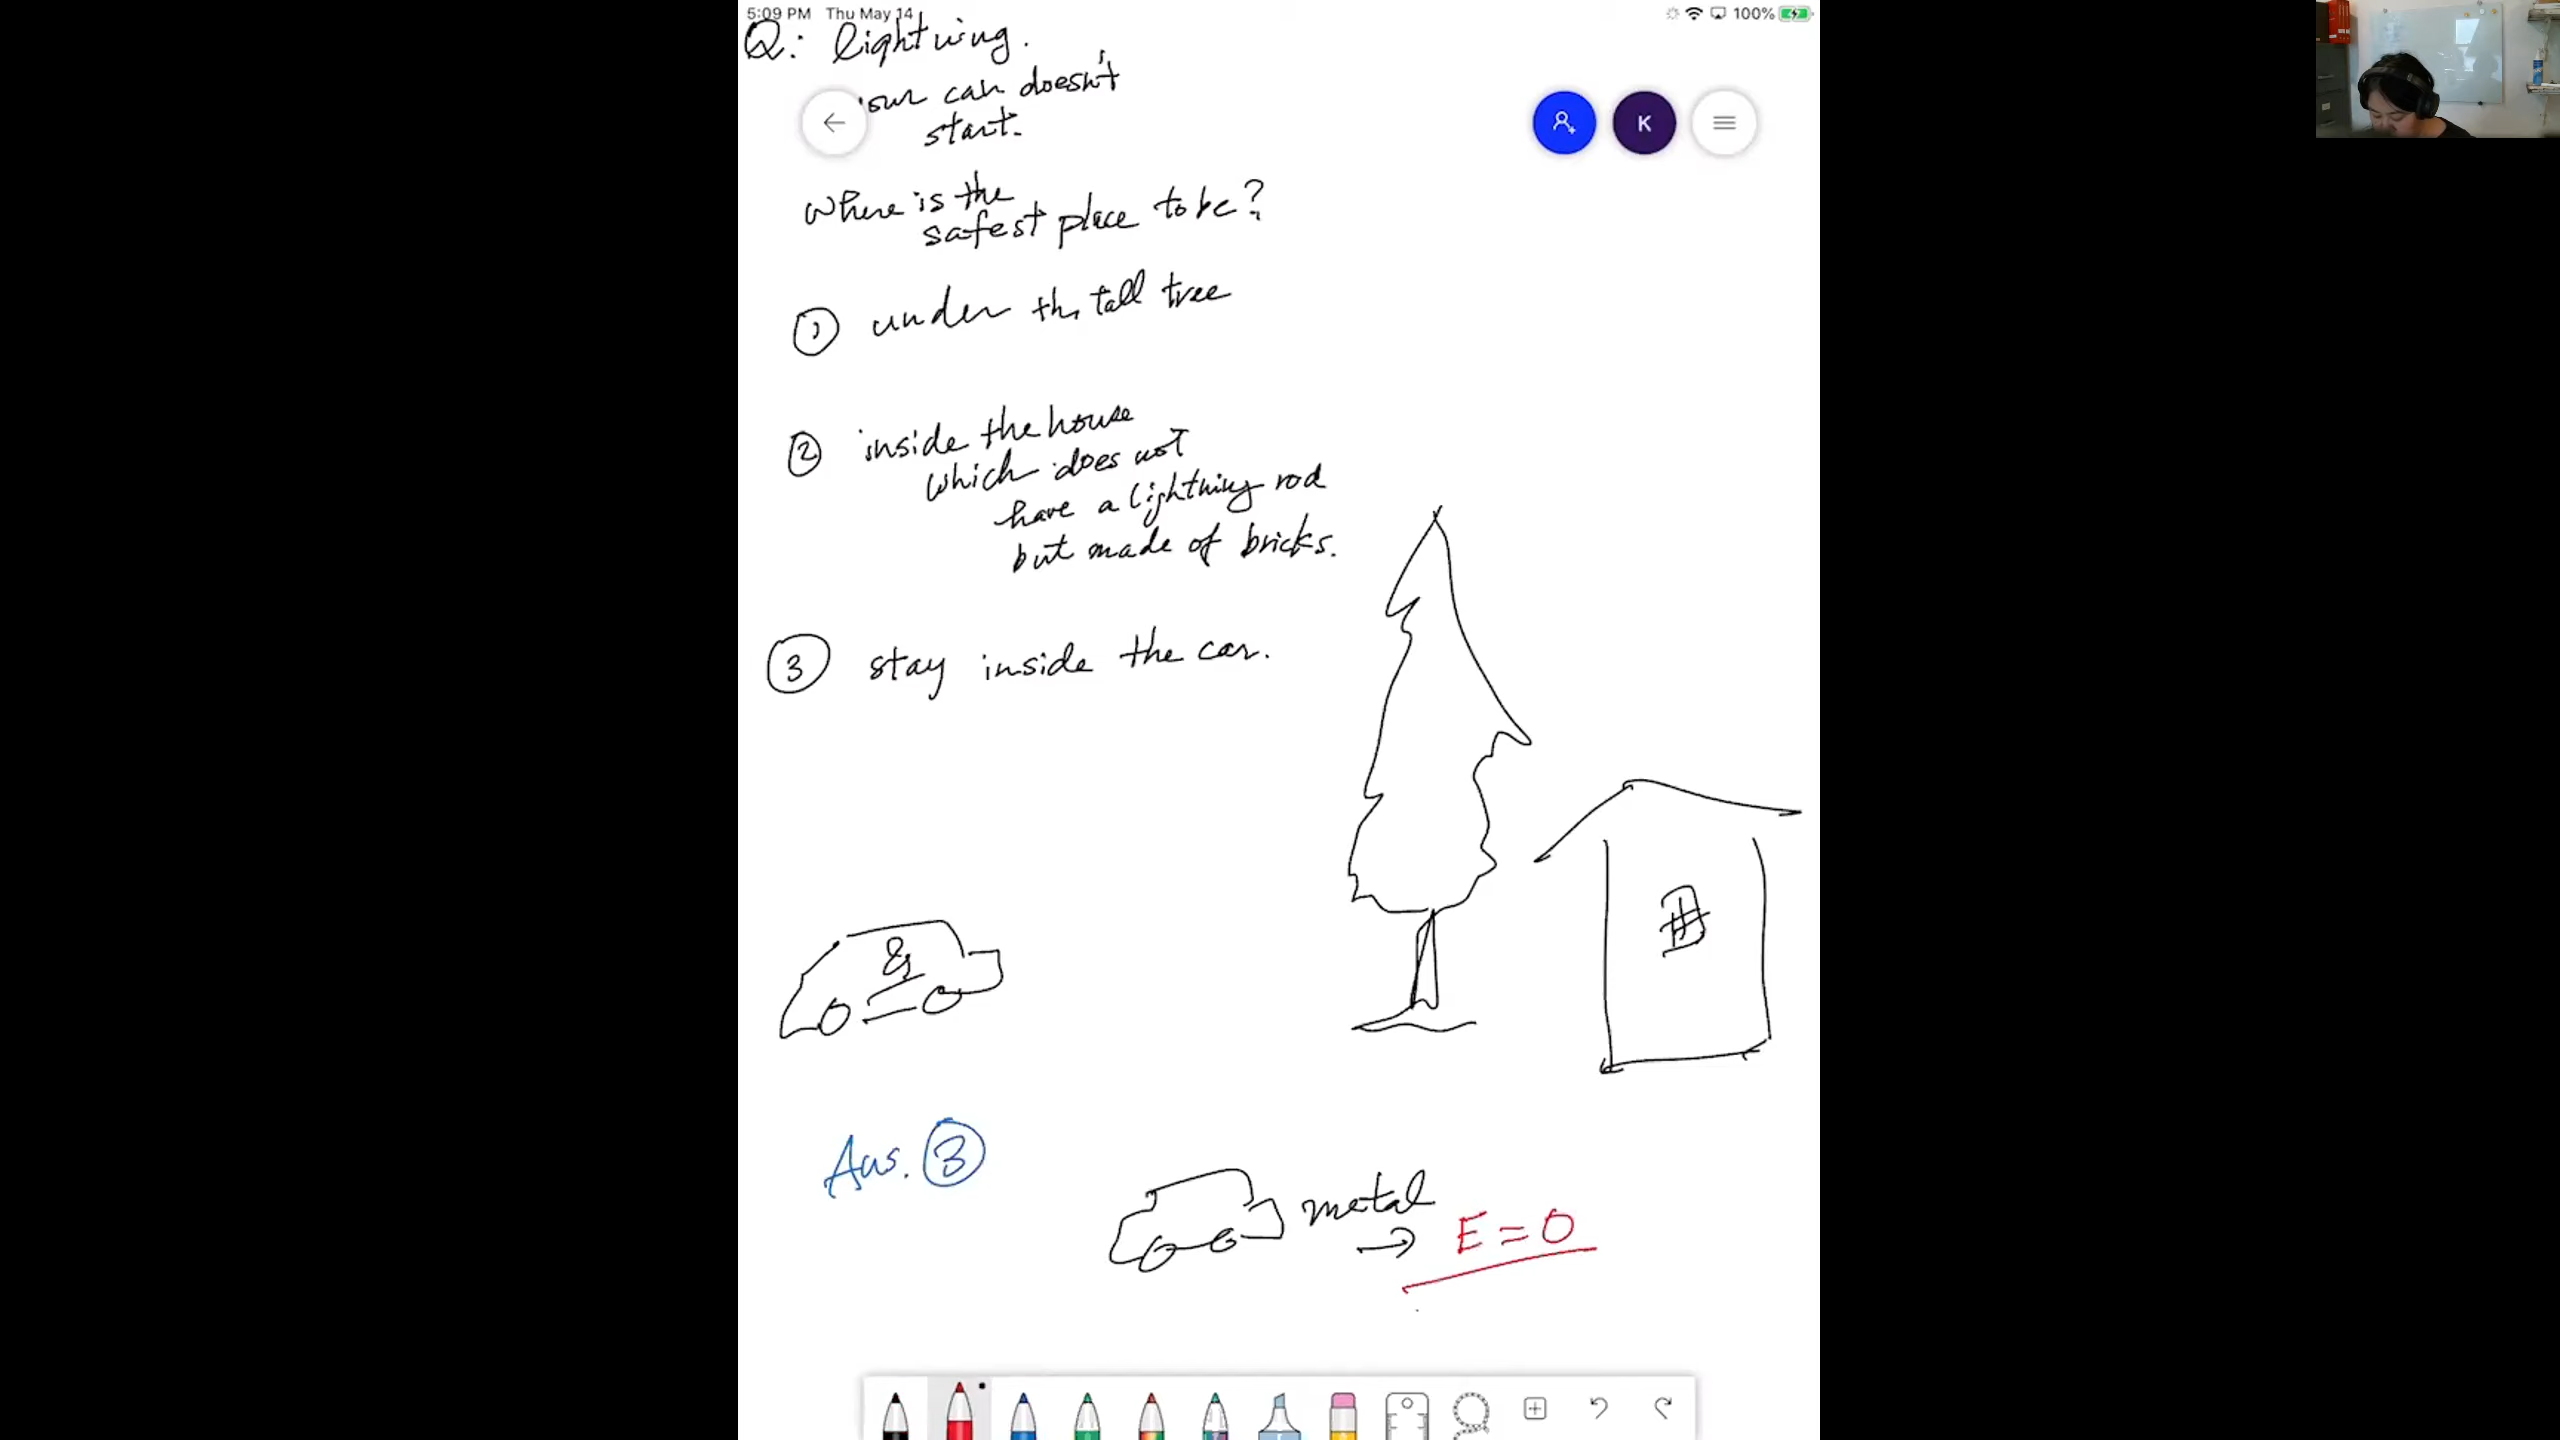 5:09 PM Thu May 14
100%
Q: lightning.
your car doesn't
start.
K
Where is the
safest place to be?
① under the tall tree
② inside the house
which does not
have a lightning rod
but made of bricks.
③ stay inside the car.
Ans. ③
metal
→ E = 0